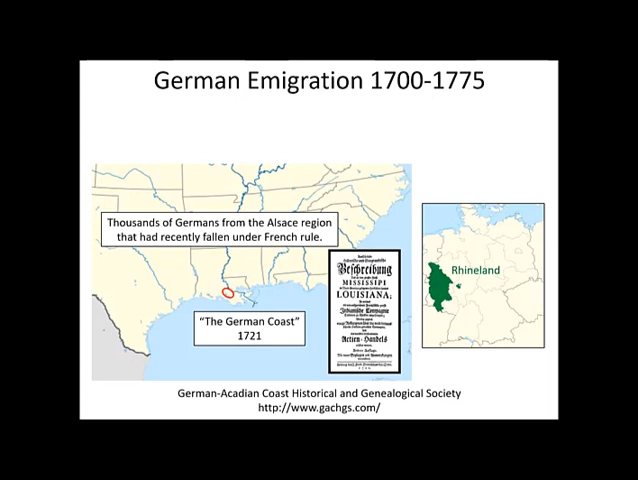 German Emigration 1700-1775
Thousands of Germans from the Alsace region
that had recently fallen under French rule.
"The German Coast"
1721
Beschreibung
MISSISIPI
LOUISIANA;
Actien-Handels
Rhineland
German-Acadian Coast Historical and Genealogical Society
http://www.gachgs.com/